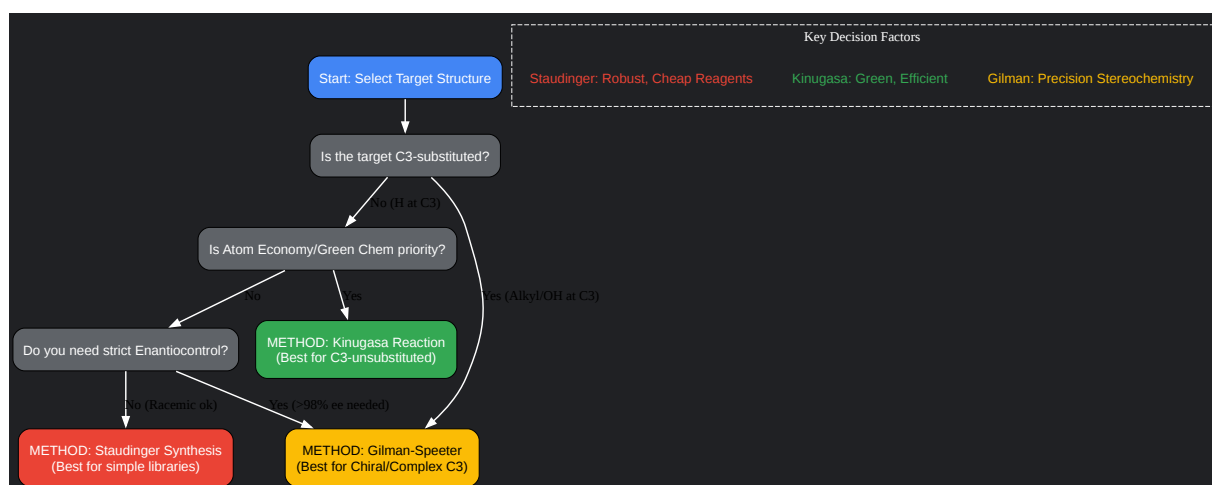 Key Decision Factors
Start: Select Target Structure
Staudinger: Robust, Cheap Reagents
Kinugasa: Green, Efficient
Gilman: Precision Stereochemistry
Is the target C3-substituted?
No (H at C3)
Is Atom Economy/Green Chem priority?
No
Yes
Yes (Alkyl/OH at C3)
Do you need strict Enantiocontrol?
METHOD: Kinugasa Reaction
(Best for C3-unsubstituted)
No (Racemic ok)
Yes (>98% ee needed)
METHOD: Staudinger Synthesis
(Best for simple libraries)
METHOD: Gilman-Speeter
(Best for Chiral/Complex C3)